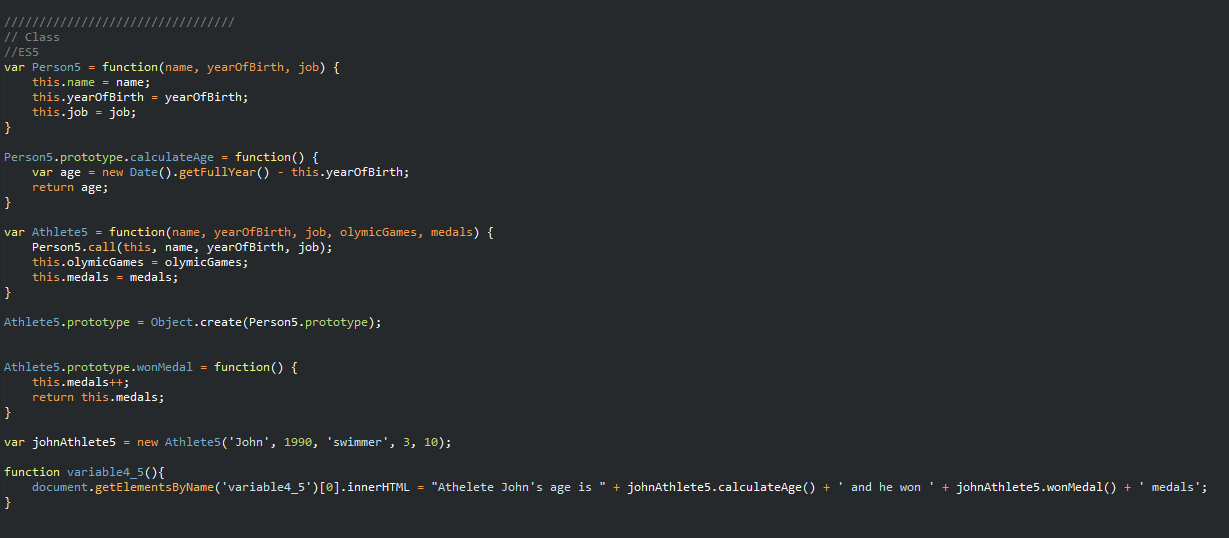 /////////////////////////////////
// Class
//ES5
var Person5 = function(name, yearOfBirth, job) {
    this.name = name;
    this.yearOfBirth = yearOfBirth;
    this.job = job;
}

Person5.prototype.calculateAge = function() {
    var age = new Date().getFullYear() - this.yearOfBirth;
    return age;
}

var Athlete5 = function(name, yearOfBirth, job, olymicGames, medals) {
    Person5.call(this, name, yearOfBirth, job);
    this.olymicGames = olymicGames;
    this.medals = medals;
}

Athlete5.prototype = Object.create(Person5.prototype);


Athlete5.prototype.wonMedal = function() {
    this.medals++;
    return this.medals;
}

var johnAthlete5 = new Athlete5('John', 1990, 'swimmer', 3, 10);

function variable4_5(){
    document.getElementsByName('variable4_5')[0].innerHTML = "Athelete John's age is " + johnAthlete5.calculateAge() + ' and he won ' + johnAthlete5.wonMedal() + ' medals';
}